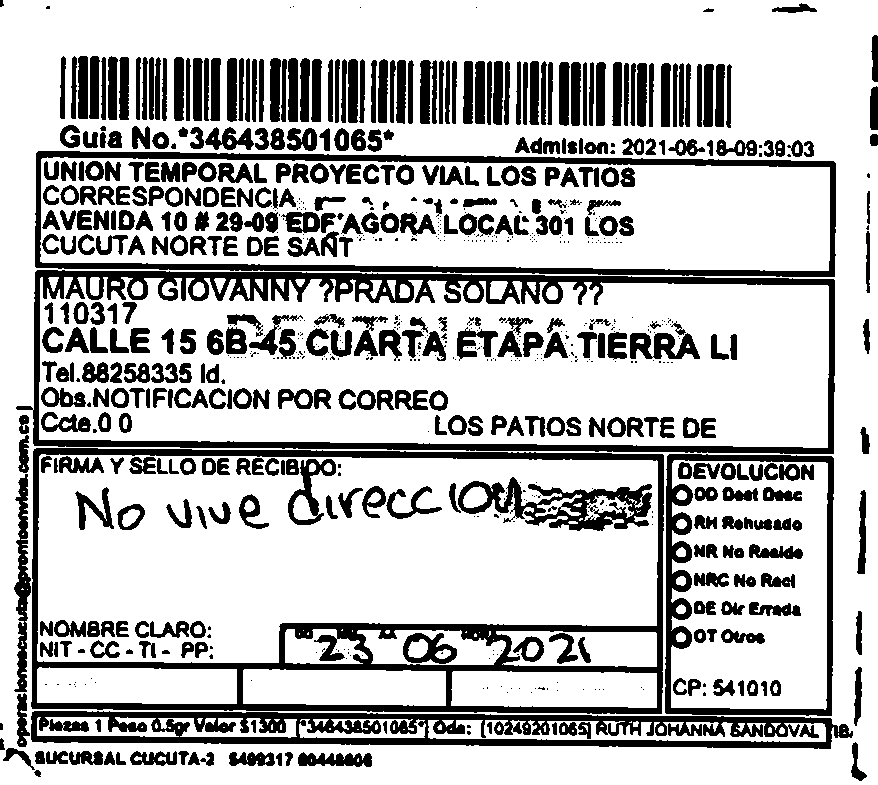 Guia No.*346438501065*
Admision: 2021-06-18-09:39:03
UNION TEMPORAL PROYECTO VIAL LOS PATIOS
CORRESPONDENCIA
AVENIDA 10 # 29-09 EDF AGORA LOCAL 301 LOS
CUCUTA NORTE DE SANT
MAURO GIOVANNY ?PRADA SOLANO ??
110317
CALLE 15 6B-45 CUARTA ETAPA TIERRA LI
Tel.88258335 Id.
Obs.NOTIFICACION POR CORREO
Ccte.0 0 LOS PATIOS NORTE DE
operacionescucuta@prontoenvios.com.co
FIRMA Y SELLO DE RECIBIDO:
No vive direccion
DEVOLUCION
DD Dest Desc
RH Rehusado
NR No Reside
NRC No Recl
DE Dir Errada
OT Otros
CP: 541010
NOMBRE CLARO:
NIT - CC - TI - PP:
23 06 2021
Piezas 1 Peso 0.5gr Valor $1300 [*346438501065*] Ode: [10249201065] RUTH JOHANNA SANDOVAL
SUCURSAL CUCUTA-2